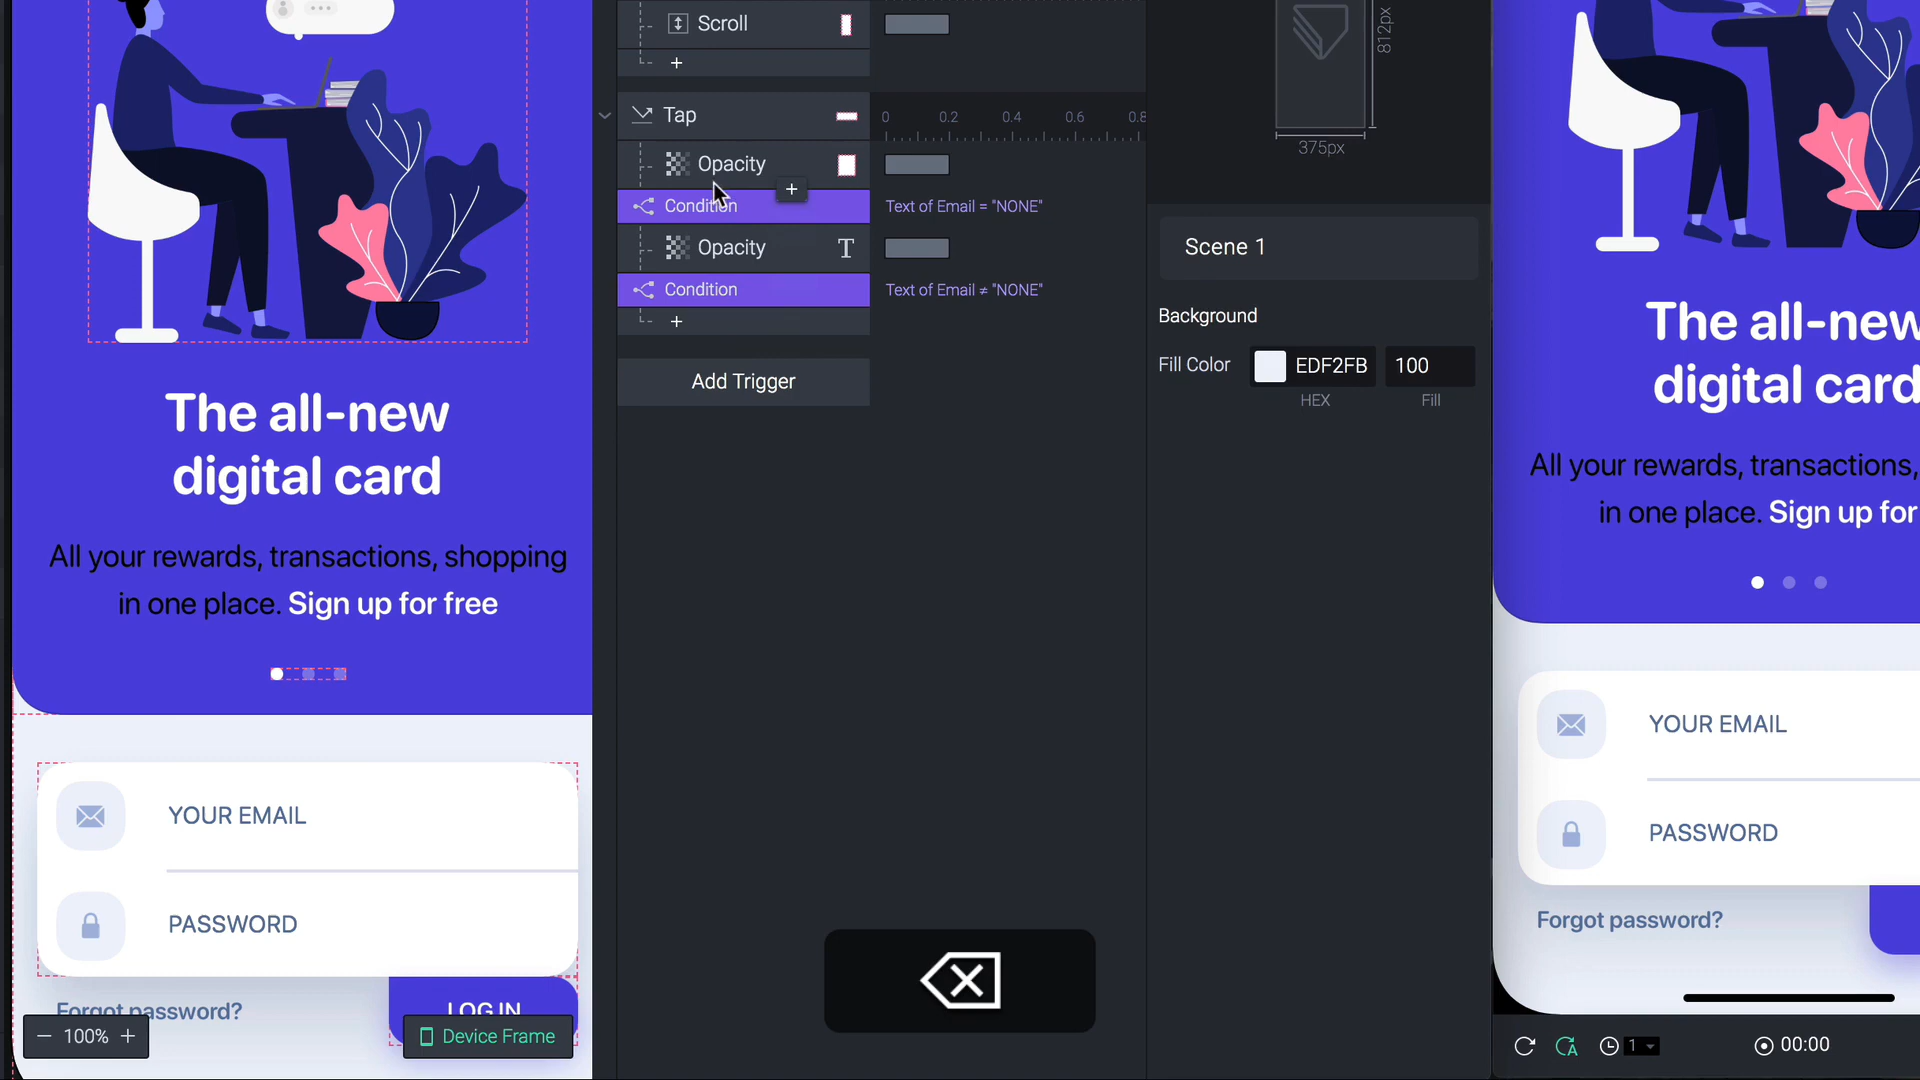 Scroll
+
Tap
0 0.2 0.4 0.6 0.8
Opacity
+
Condition
Text of Email = "NONE"
Opacity T
Condition
Text of Email ≠ "NONE"
+
Add Trigger
812px
375px
Scene 1
Background
Fill Color EDF2FB 100
HEX Fill
The all-new
digital card
All your rewards, transactions, shopping
in one place. Sign up for free
YOUR EMAIL
PASSWORD
Forgot password?
LOG IN
− 100% +
Device Frame
The all-new
digital card
All your rewards, transactions,
in one place. Sign up for
YOUR EMAIL
PASSWORD
Forgot password?
A 1 00:00